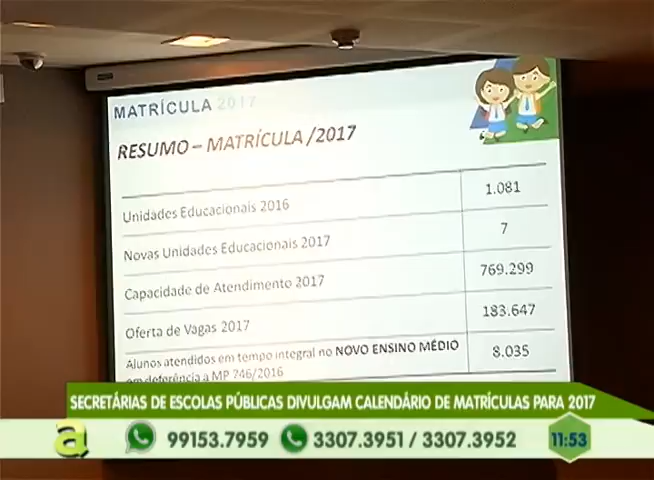 MATRÍCULA 2017
RESUMO – MATRÍCULA /2017
Unidades Educacionais 2016 1.081
Novas Unidades Educacionais 2017 7
Capacidade de Atendimento 2017 769.299
Oferta de Vagas 2017 183.647
Alunos atendidos em tempo integral no NOVO ENSINO MÉDIO 8.035
em deferência a MP 746/2016
SECRETÁRIAS DE ESCOLAS PÚBLICAS DIVULGAM CALENDÁRIO DE MATRÍCULAS PARA 2017
a 99153.7959 3307.3951 / 3307.3952 11:53